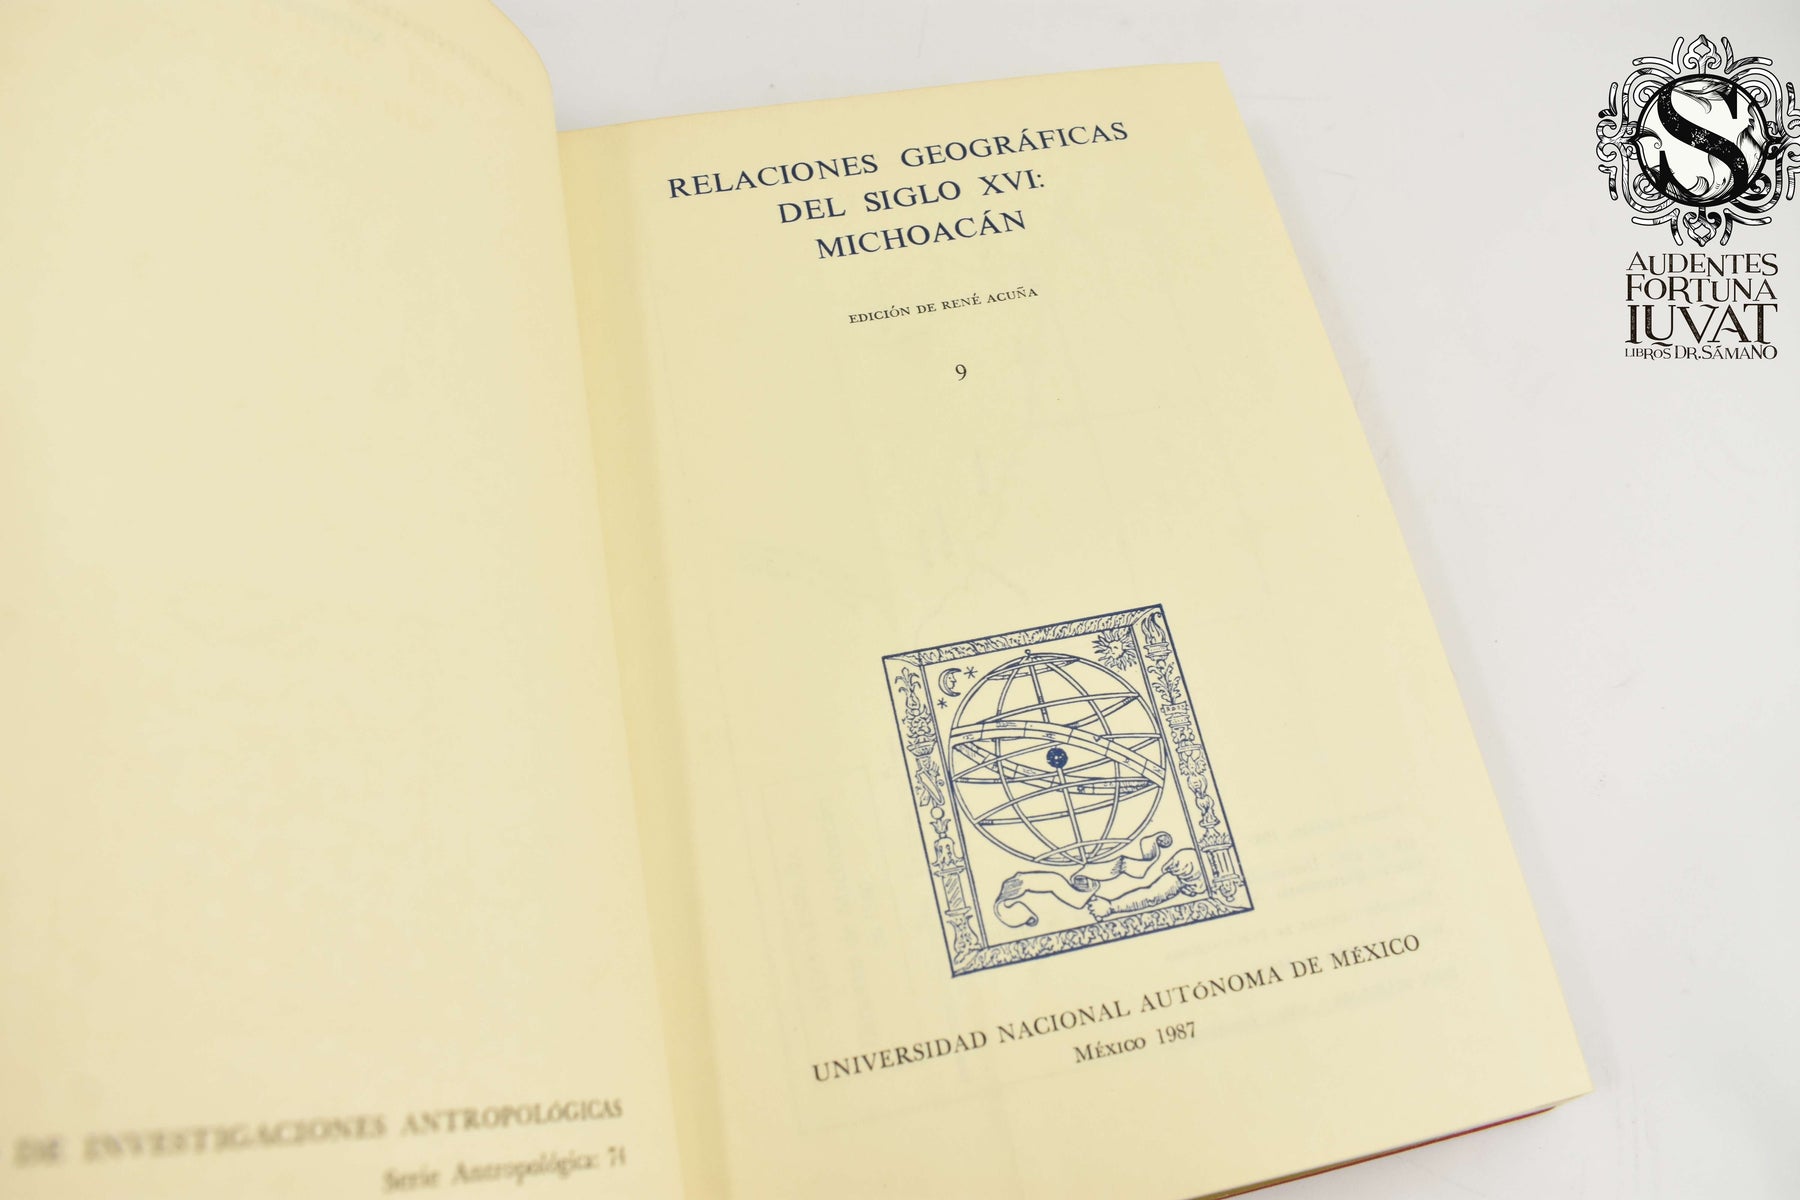 DE INVESTIGACIONES ANTROPOLÓGICAS
Serie Antropológica: 74
RELACIONES GEOGRÁFICAS
DEL SIGLO XVI:
MICHOACÁN
EDICIÓN DE RENÉ ACUÑA
9
UNIVERSIDAD NACIONAL AUTÓNOMA DE MÉXICO
MÉXICO 1987
S
AUDENTES
FORTUNA
IUVAT
LIBROS DR. SÁMANO